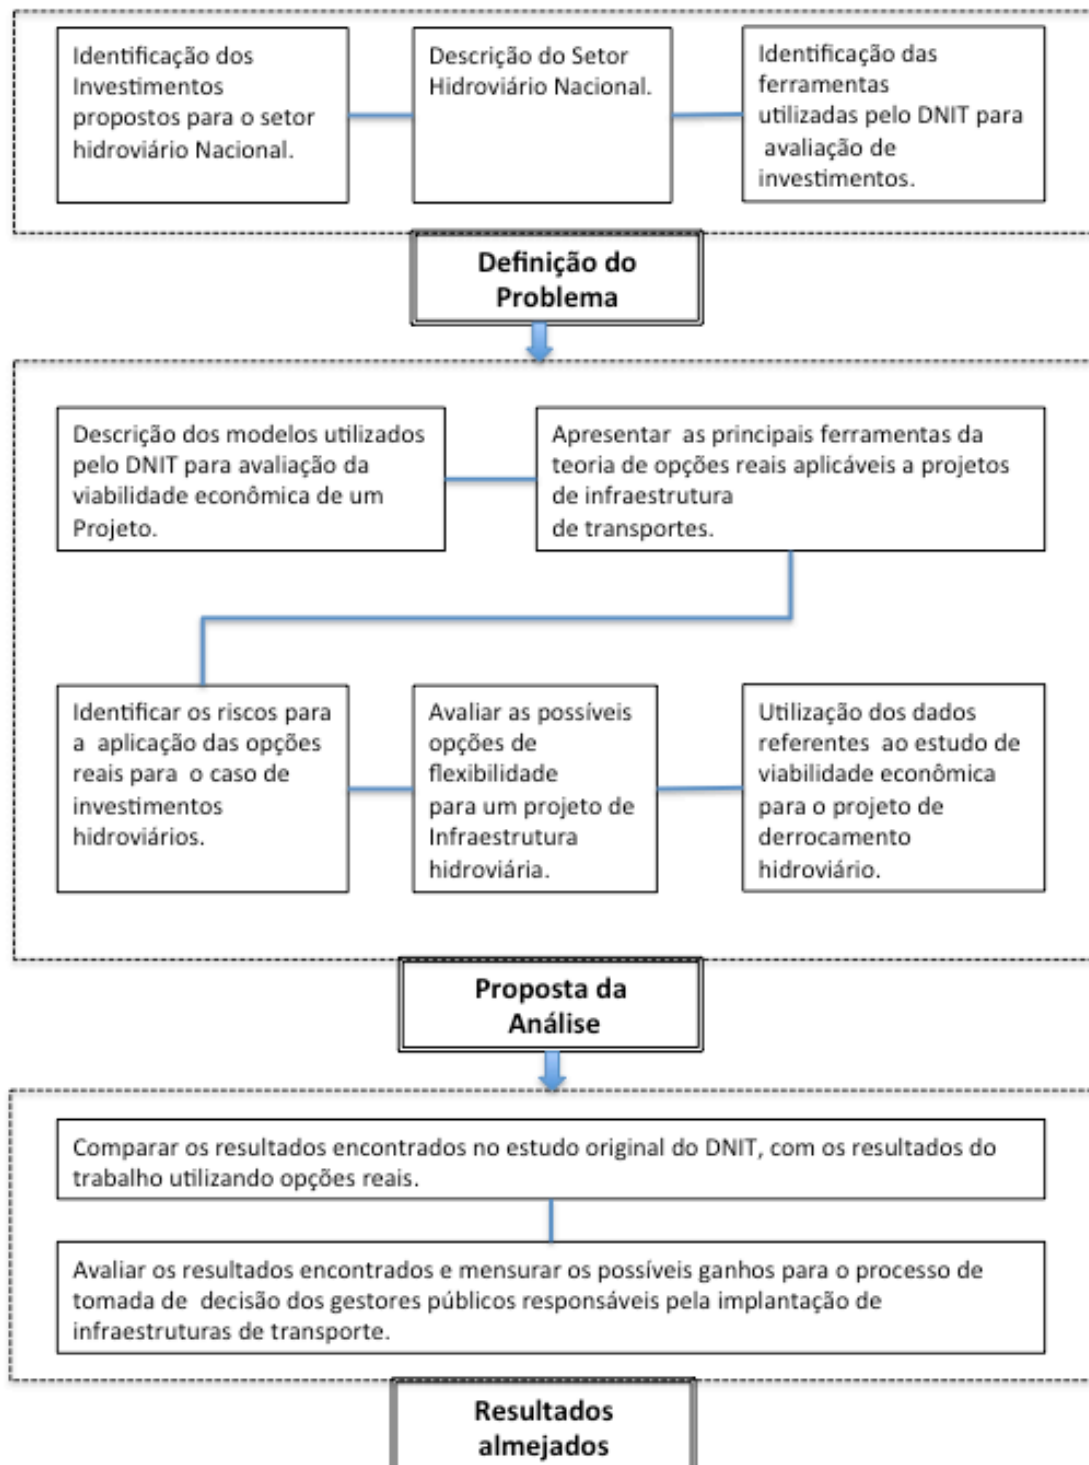 Identificação dos
Investimentos
propostos para o setor
hidroviário Nacional.
Descrição do Setor
Hidroviário Nacional.
Identificação das
ferramentas
utilizadas pelo DNIT para
avaliação de
investimentos.
Definição do
Problema
Descrição dos modelos utilizados
pelo DNIT para avaliação da
viabilidade econômica de um
Projeto.
Apresentar as principais ferramentas da
teoria de opções reais aplicáveis a projetos
de infraestrutura
de transportes.
Identificar os riscos para
a aplicação das opções
reais para o caso de
investimentos
hidroviários.
Avaliar as possíveis
opções de
flexibilidade
para um projeto de
Infraestrutura
hidroviária.
Utilização dos dados
referentes ao estudo de
viabilidade econômica
para o projeto de
derrocamento
hidroviário.
Proposta da
Análise
Comparar os resultados encontrados no estudo original do DNIT, com os resultados do
trabalho utilizando opções reais.
Avaliar os resultados encontrados e mensurar os possíveis ganhos para o processo de
tomada de decisão dos gestores públicos responsáveis pela implantação de
infraestruturas de transporte.
Resultados
almejados